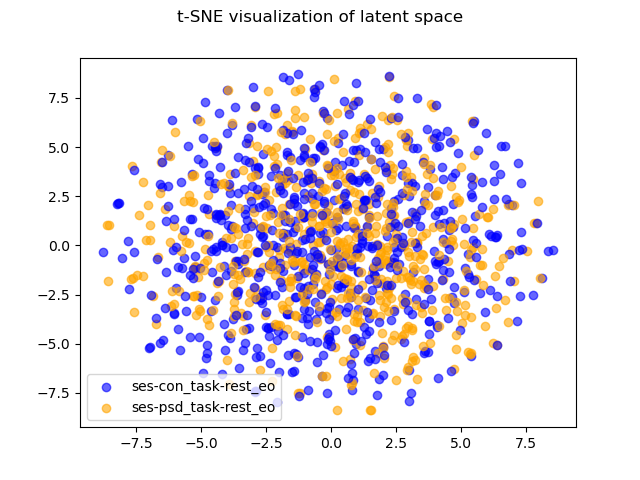 t-SNE visualization of latent space
7.5
5.0
2.5
0.0
−2.5
−5.0
−7.5
ses-con_task-rest_eo
ses-psd_task-rest_eo
−7.5 −5.0 −2.5 0.0 2.5 5.0 7.5